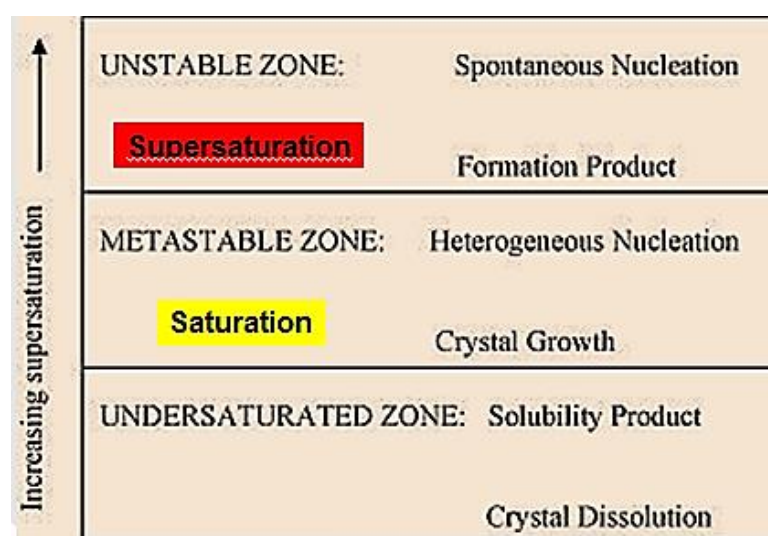 UNSTABLE ZONE: Spontaneous Nucleation
Supersaturation
Formation Product
METASTABLE ZONE: Heterogeneous Nucleation
Saturation
Crystal Growth
UNDERSATURATED ZONE: Solubility Product
Crystal Dissolution
Increasing supersaturation